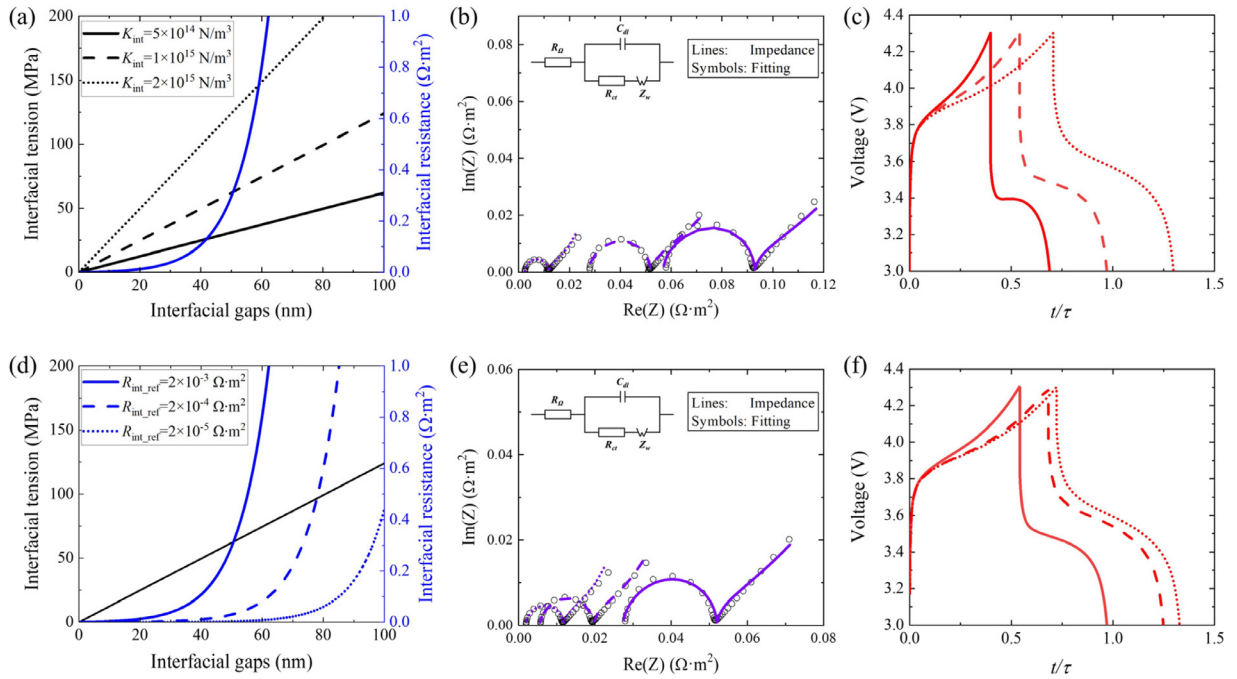 (a)
200
150
100
50
0
Interfacial tension (MPa)
K_int=5×10^14 N/m^3
K_int=1×10^15 N/m^3
K_int=2×10^15 N/m^3
1.0
0.8
0.6
0.4
0.2
0.0
Interfacial resistance (Ω·m^2)
0 20 40 60 80 100
Interfacial gaps (nm)
(b)
0.08
0.06
0.04
0.02
0.00
Im(Z) (Ω·m^2)
R_Ω
C_dl
R_ct
Z_w
Lines: Impedance
Symbols: Fitting
0.00 0.02 0.04 0.06 0.08 0.10 0.12
Re(Z) (Ω·m^2)
(c)
4.4
4.2
4.0
3.8
3.6
3.4
3.2
3.0
Voltage (V)
0.0 0.5 1.0 1.5
t/τ
(d)
200
150
100
50
0
Interfacial tension (MPa)
R_int_ref=2×10^-3 Ω·m^2
R_int_ref=2×10^-4 Ω·m^2
R_int_ref=2×10^-5 Ω·m^2
1.0
0.8
0.6
0.4
0.2
0.0
Interfacial resistance (Ω·m^2)
0 20 40 60 80 100
Interfacial gaps (nm)
(e)
0.06
0.04
0.02
0.00
Im(Z) (Ω·m^2)
R_Ω
C_dl
R_ct
Z_w
Lines: Impedance
Symbols: Fitting
0.00 0.02 0.04 0.06 0.08
Re(Z) (Ω·m^2)
(f)
4.4
4.2
4.0
3.8
3.6
3.4
3.2
3.0
Voltage (V)
0.0 0.5 1.0 1.5
t/τ